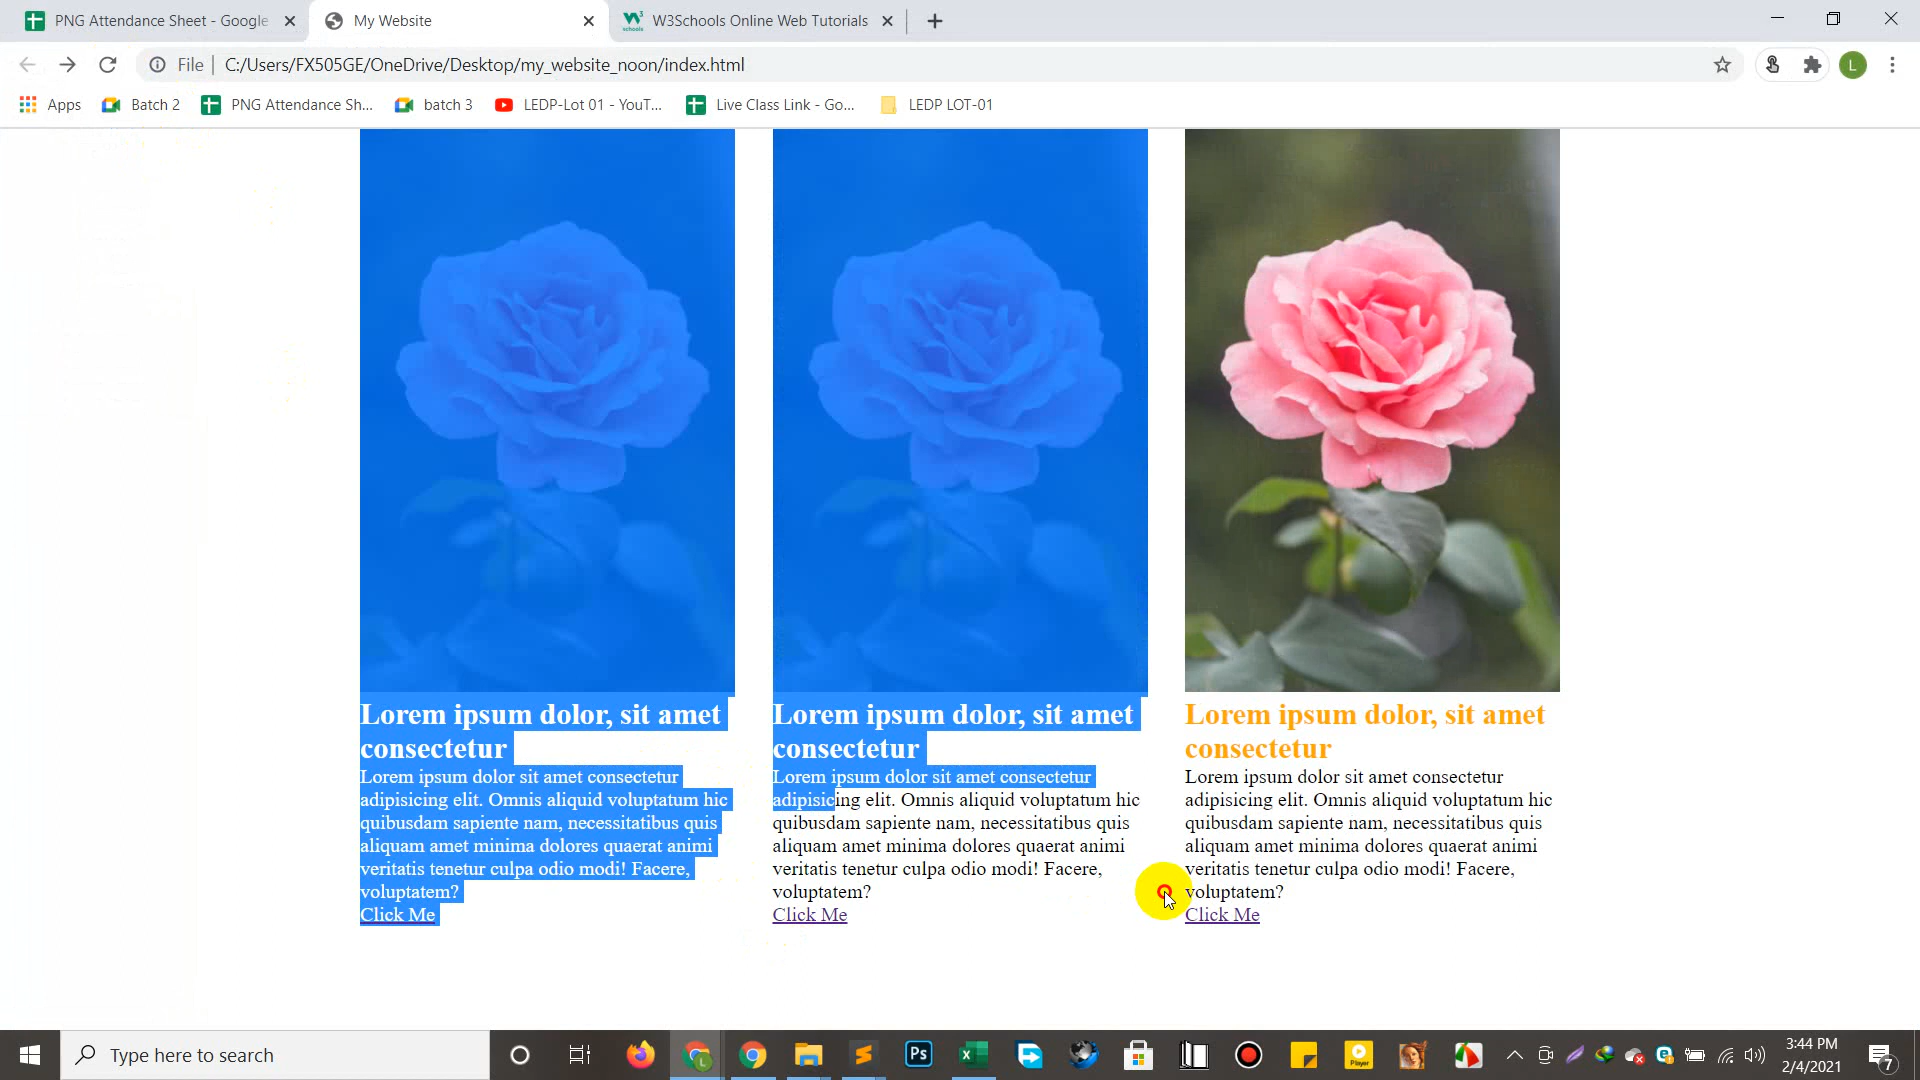 PNG Attendance Sheet - Google
My Website
W3Schools Online Web Tutorials
File
C:/Users/FX505GE/OneDrive/Desktop/my_website_noon/index.html
L
Apps
Batch 2
PNG Attendance Sh...
batch 3
LEDP-Lot 01 - YouT...
Live Class Link - Go...
LEDP LOT-01
Lorem ipsum dolor, sit amet
consectetur
Lorem ipsum dolor sit amet consectetur
adipisicing elit. Omnis aliquid voluptatum hic
quibusdam sapiente nam, necessitatibus quis
aliquam amet minima dolores quaerat animi
veritatis tenetur culpa odio modi! Facere,
voluptatem?
Click Me
Lorem ipsum dolor, sit amet
consectetur
Lorem ipsum dolor sit amet consectetur
adipisicing elit. Omnis aliquid voluptatum hic
quibusdam sapiente nam, necessitatibus quis
aliquam amet minima dolores quaerat animi
veritatis tenetur culpa odio modi! Facere,
voluptatem?
Click Me
Lorem ipsum dolor, sit amet
consectetur
Lorem ipsum dolor sit amet consectetur
adipisicing elit. Omnis aliquid voluptatum hic
quibusdam sapiente nam, necessitatibus quis
aliquam amet minima dolores quaerat animi
veritatis tenetur culpa odio modi! Facere,
voluptatem?
Click Me
Type here to search
Ps
Player
3:44 PM
2/4/2021
7